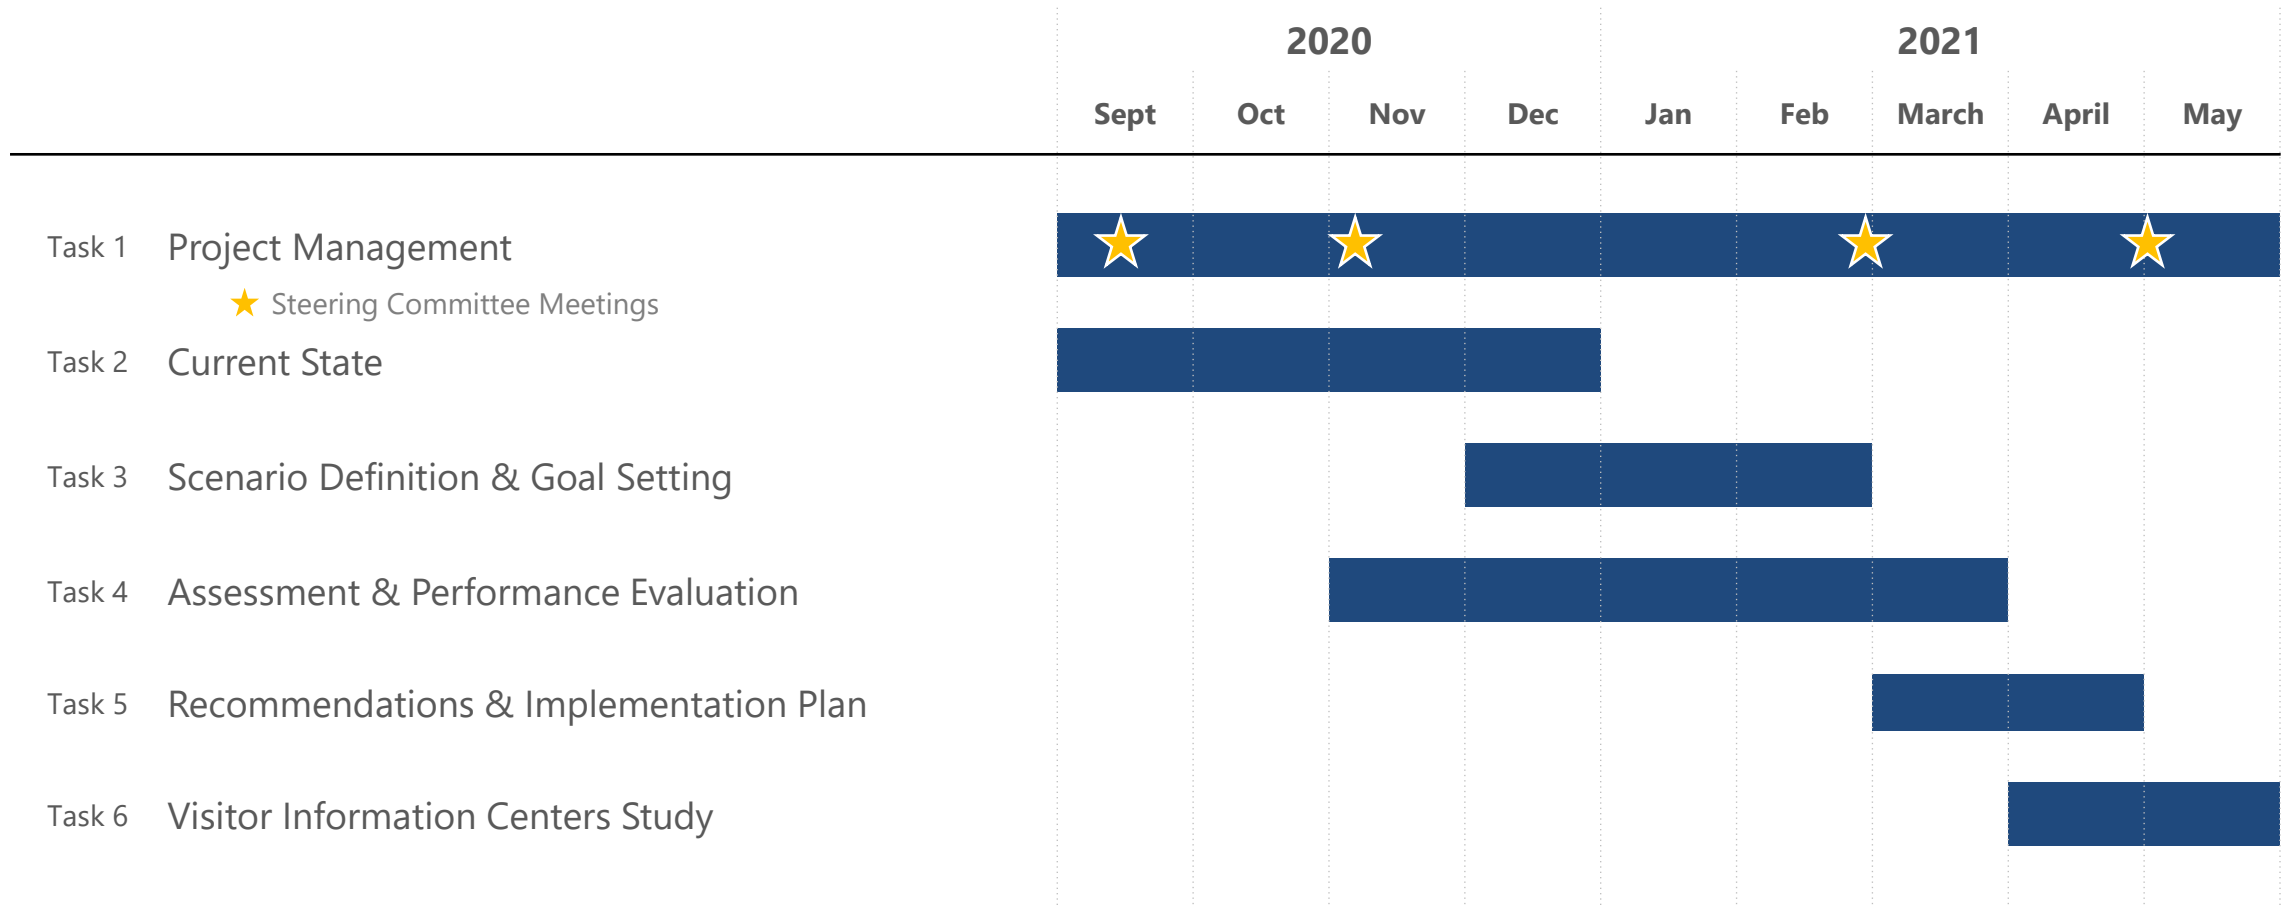 2020 2021
Sept Oct Nov Dec Jan Feb March April May
Task 1 Project Management
Steering Committee Meetings
Task 2 Current State
Task 3 Scenario Definition & Goal Setting
Task 4 Assessment & Performance Evaluation
Task 5 Recommendations & Implementation Plan
Task 6 Visitor Information Centers Study